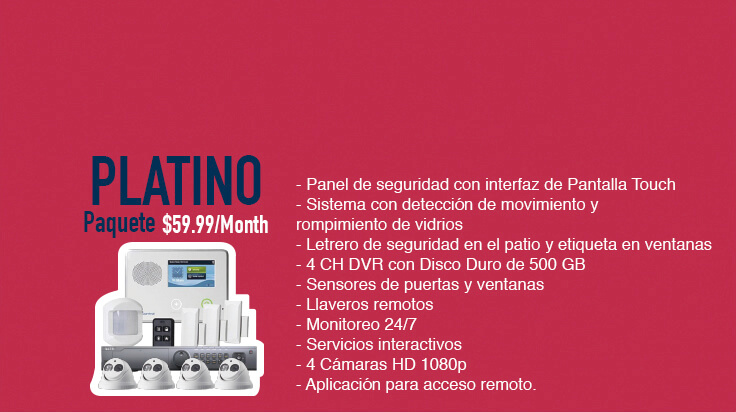 PLATINO
Paquete $59.99/Month
- Panel de seguridad con interfaz de Pantalla Touch
- Sistema con detección de movimiento y
rompimiento de vidrios
- Letrero de seguridad en el patio y etiqueta en ventanas
- 4 CH DVR con Disco Duro de 500 GB
- Sensores de puertas y ventanas
- Llaveros remotos
- Monitoreo 24/7
- Servicios interactivos
- 4 Cámaras HD 1080p
- Aplicación para acceso remoto.